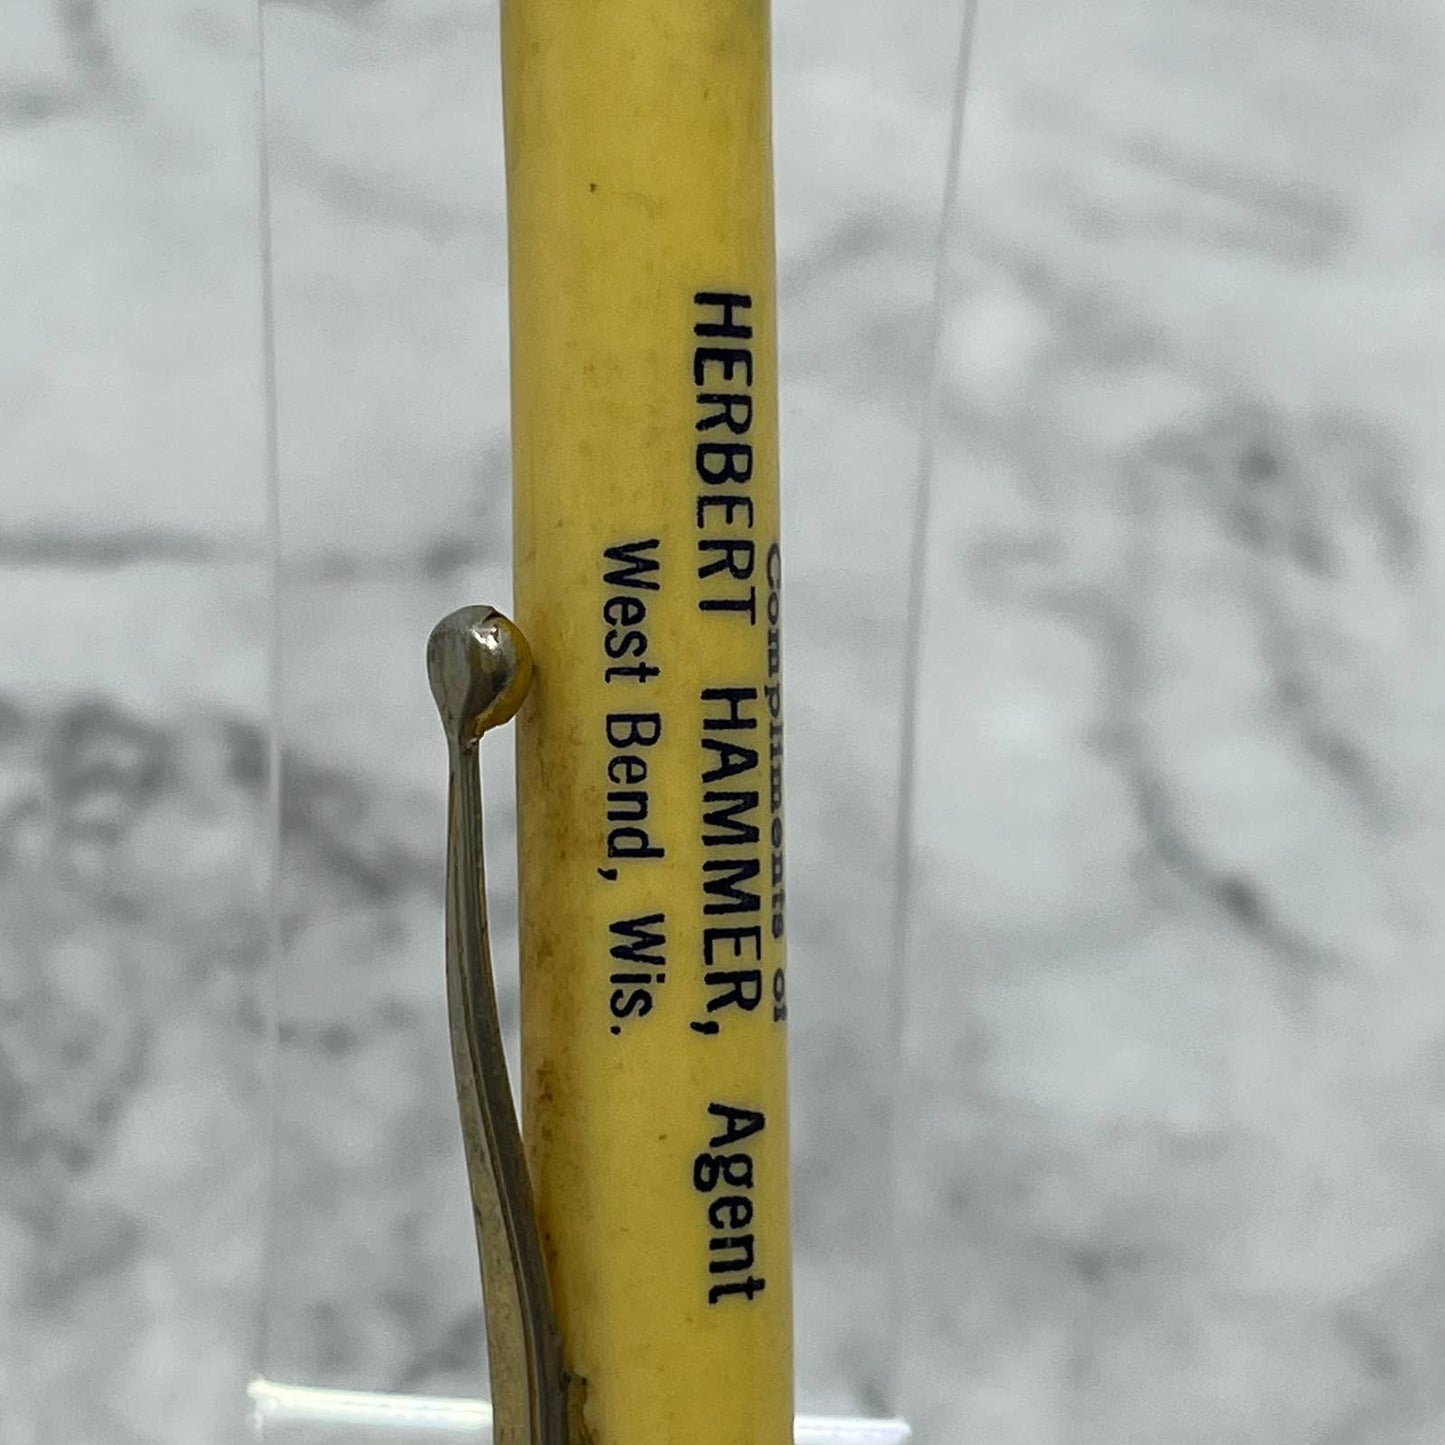 Compliments of
HERBERT HAMMER, Agent
West Bend, Wis.